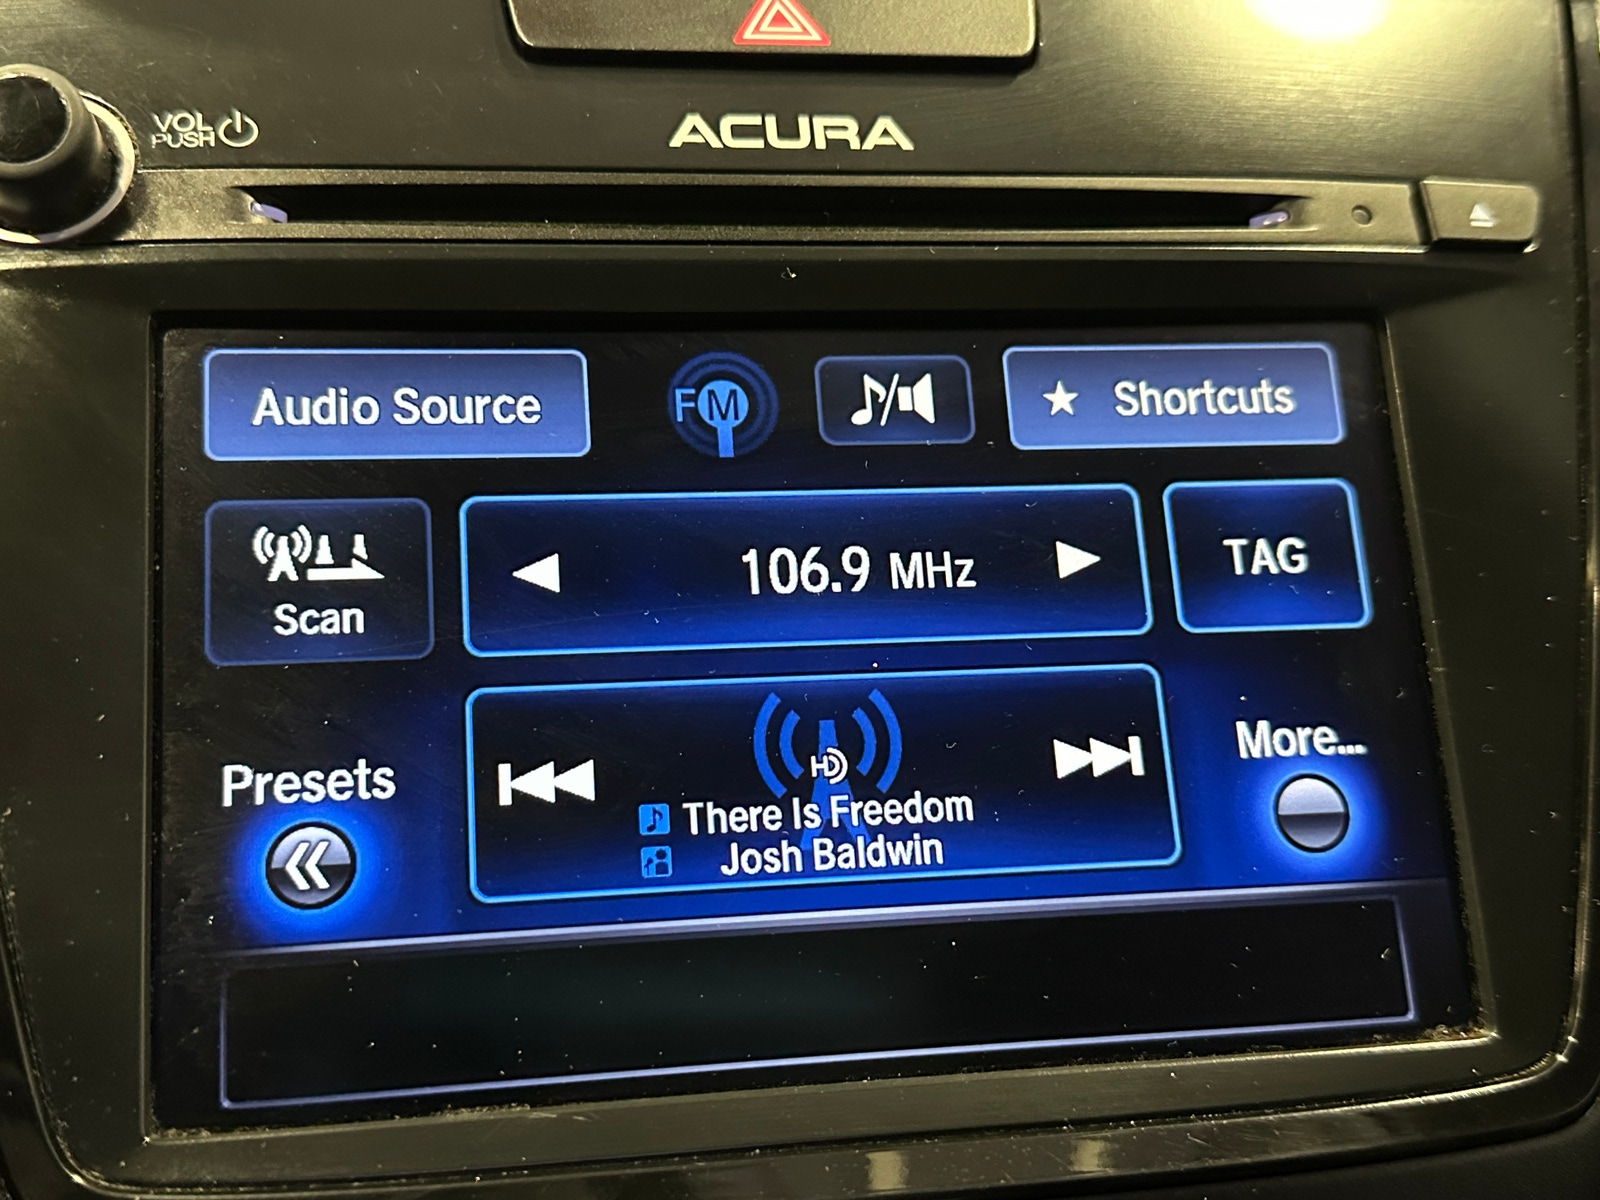 VOL
PUSH
ACURA
Audio Source
FM
Shortcuts
Scan
106.9 MHz
TAG
Presets
HD
There Is Freedom
Josh Baldwin
More...